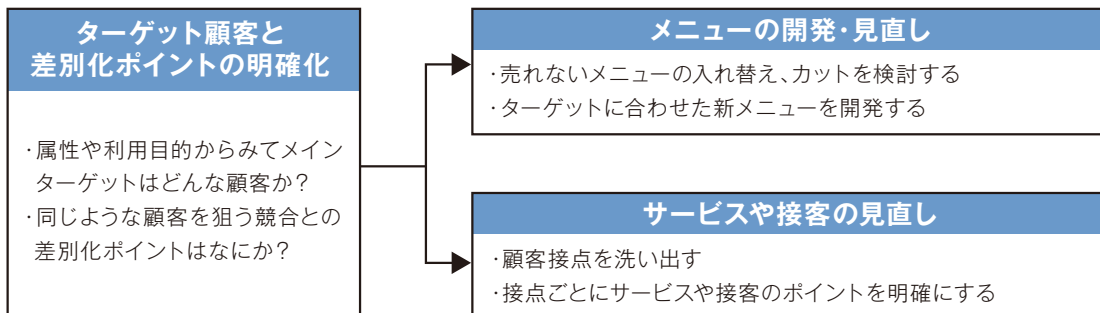 ターゲット顧客と
差別化ポイントの明確化
・属性や利用目的からみてメイン
ターゲットはどんな顧客か？
・同じような顧客を狙う競合との
差別化ポイントはなにか？
メニューの開発・見直し
・売れないメニューの入れ替え、カットを検討する
・ターゲットに合わせた新メニューを開発する
サービスや接客の見直し
・顧客接点を洗い出す
・接点ごとにサービスや接客のポイントを明確にする